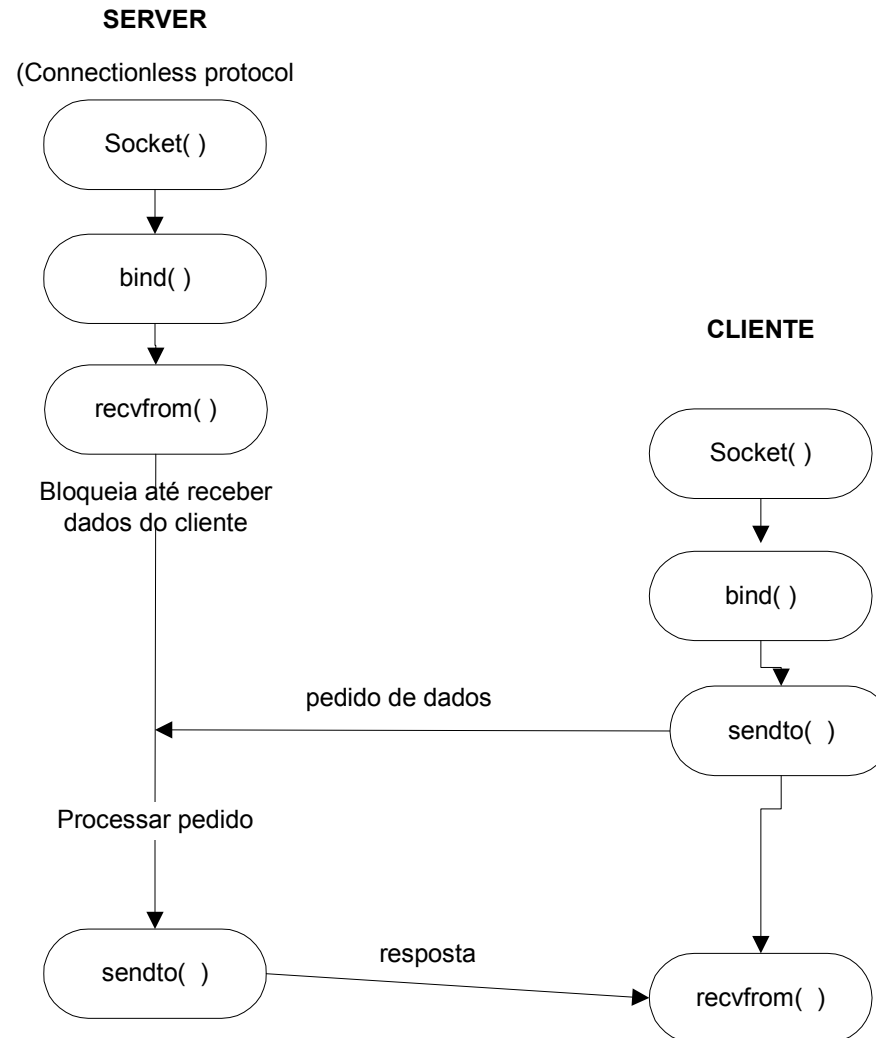 SERVER
(Connectionless protocol
Socket( )
bind( )
recvfrom( )
Bloqueia até receber
dados do cliente
CLIENTE
Socket( )
bind( )
pedido de dados
sendto(  )
Processar pedido
sendto(  )
resposta
recvfrom(  )